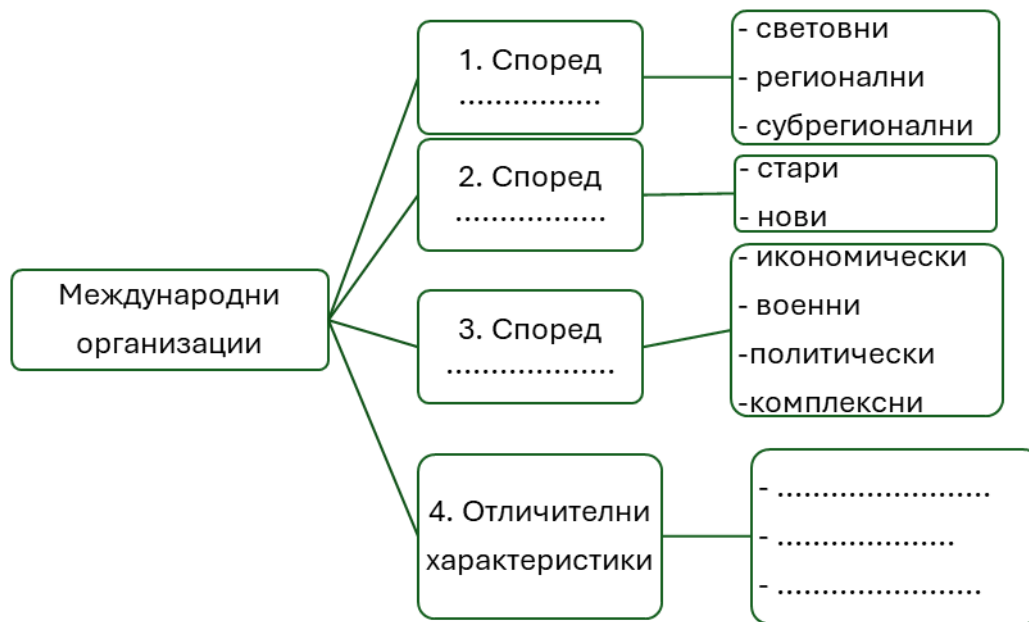 Международни
организации
1. Според
................
- световни
- регионални
- субрегионални
2. Според
.................
- стари
- нови
3. Според
...................
- икономически
- военни
-политически
-комплексни
4. Отличителни
характеристики
- ........................
- ....................
- .......................